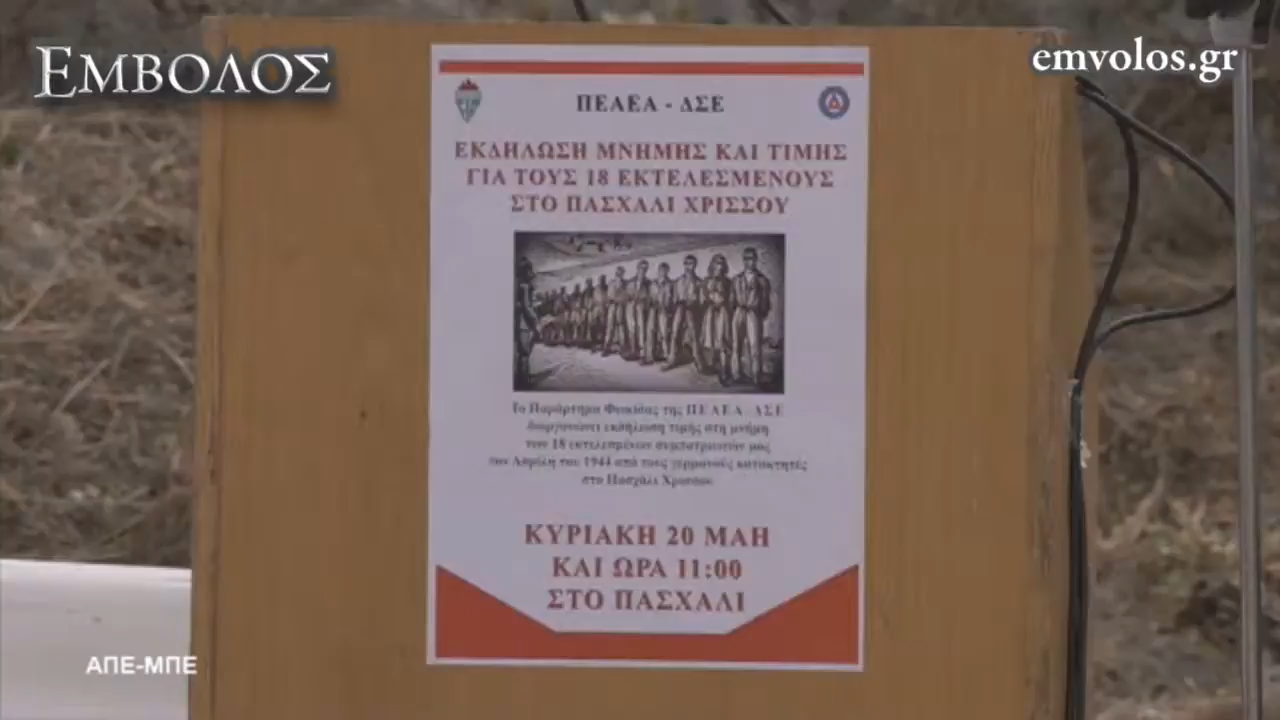 ΕΜΒΟΛΟΣ
emvolos.gr
ΠΕΑΕΑ - ΔΣΕ
ΕΚΔΗΛΩΣΗ ΜΝΗΜΗΣ ΚΑΙ ΤΙΜΗΣ
ΓΙΑ ΤΟΥΣ 18 ΕΚΤΕΛΕΣΜΕΝΟΥΣ
ΣΤΟ ΠΑΣΧΑΛΙ ΧΡΙΣΣΟΥ
Το Παράρτημα Φωκίδας της ΠΕΑΕΑ - ΔΣΕ
διοργανώνει εκδήλωση τιμής στη μνήμη
των 18 εκτελεσμένων συμπατριωτών μας
τον Απρίλη του 1944 από τους γερμανούς κατακτητές
στο Πασχάλι Χρισσού
ΚΥΡΙΑΚΗ 20 ΜΑΗ
ΚΑΙ ΩΡΑ 11:00
ΣΤΟ ΠΑΣΧΑΛΙ
ΑΠΕ-ΜΠΕ